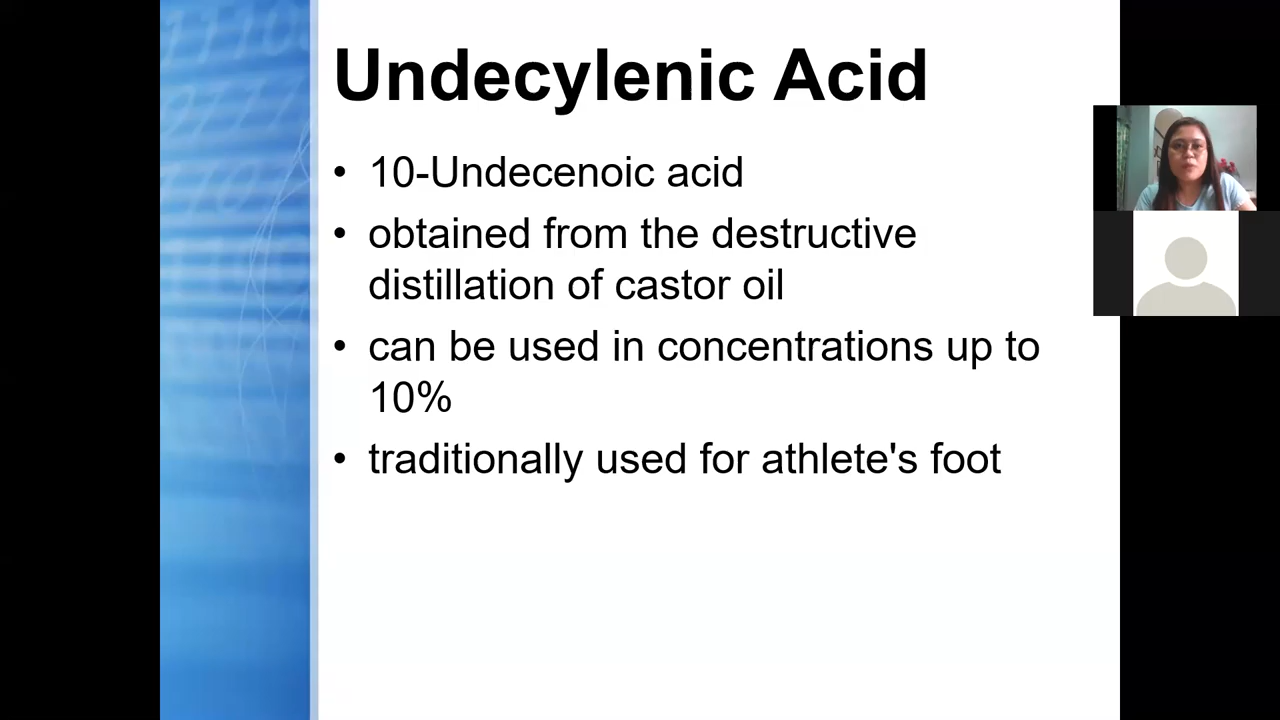 Undecylenic Acid
• 10-Undecenoic acid
• obtained from the destructive
distillation of castor oil
• can be used in concentrations up to
10%
• traditionally used for athlete's foot